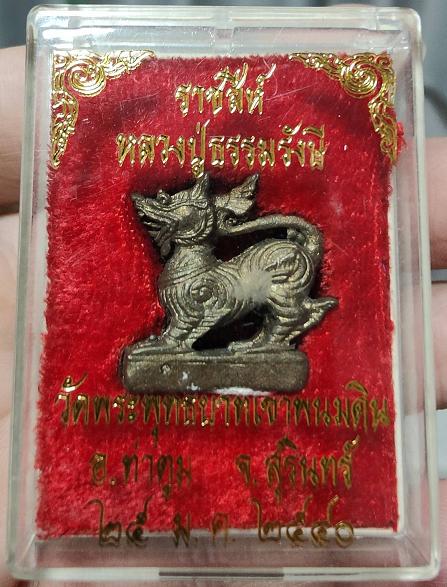 ราชสีห์
หลวงปู่ธรรมรังษี
วัดพระพุทธบาทเขาพนมดิน
อ.ท่าตูม จ.สุรินทร์
๒๕ ม.ค. ๒๕๔๐